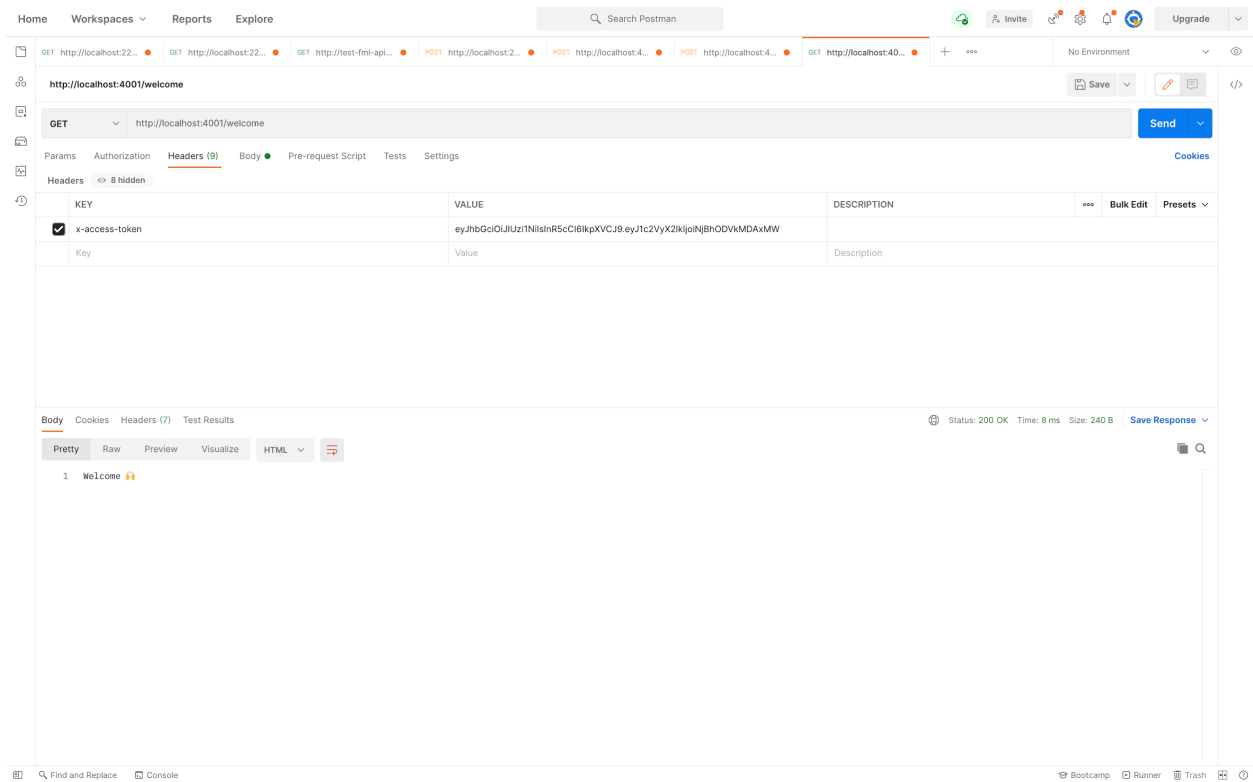 Home Workspaces Reports Explore Search Postman Invite Upgrade
GET http://localhost:22... GET http://localhost:22... GET http://test-fml-api... POST http://localhost:2... POST http://localhost:4... POST http://localhost:4... GET http://localhost:40... No Environment
http://localhost:4001/welcome Save
GET http://localhost:4001/welcome Send
Params Authorization Headers (9) Body Pre-request Script Tests Settings Cookies
Headers 8 hidden
KEY VALUE DESCRIPTION Bulk Edit Presets
x-access-token eyJhbGciOiJIUzI1NiIsInR5cCI6IkpXVCJ9.eyJ1c2VyX2lkIjoiNjBhODVkMDAxMW
Key Value Description
Body Cookies Headers (7) Test Results Status: 200 OK Time: 8 ms Size: 240 B Save Response
Pretty Raw Preview Visualize HTML
1 Welcome 🙌
Find and Replace Console Bootcamp Runner Trash